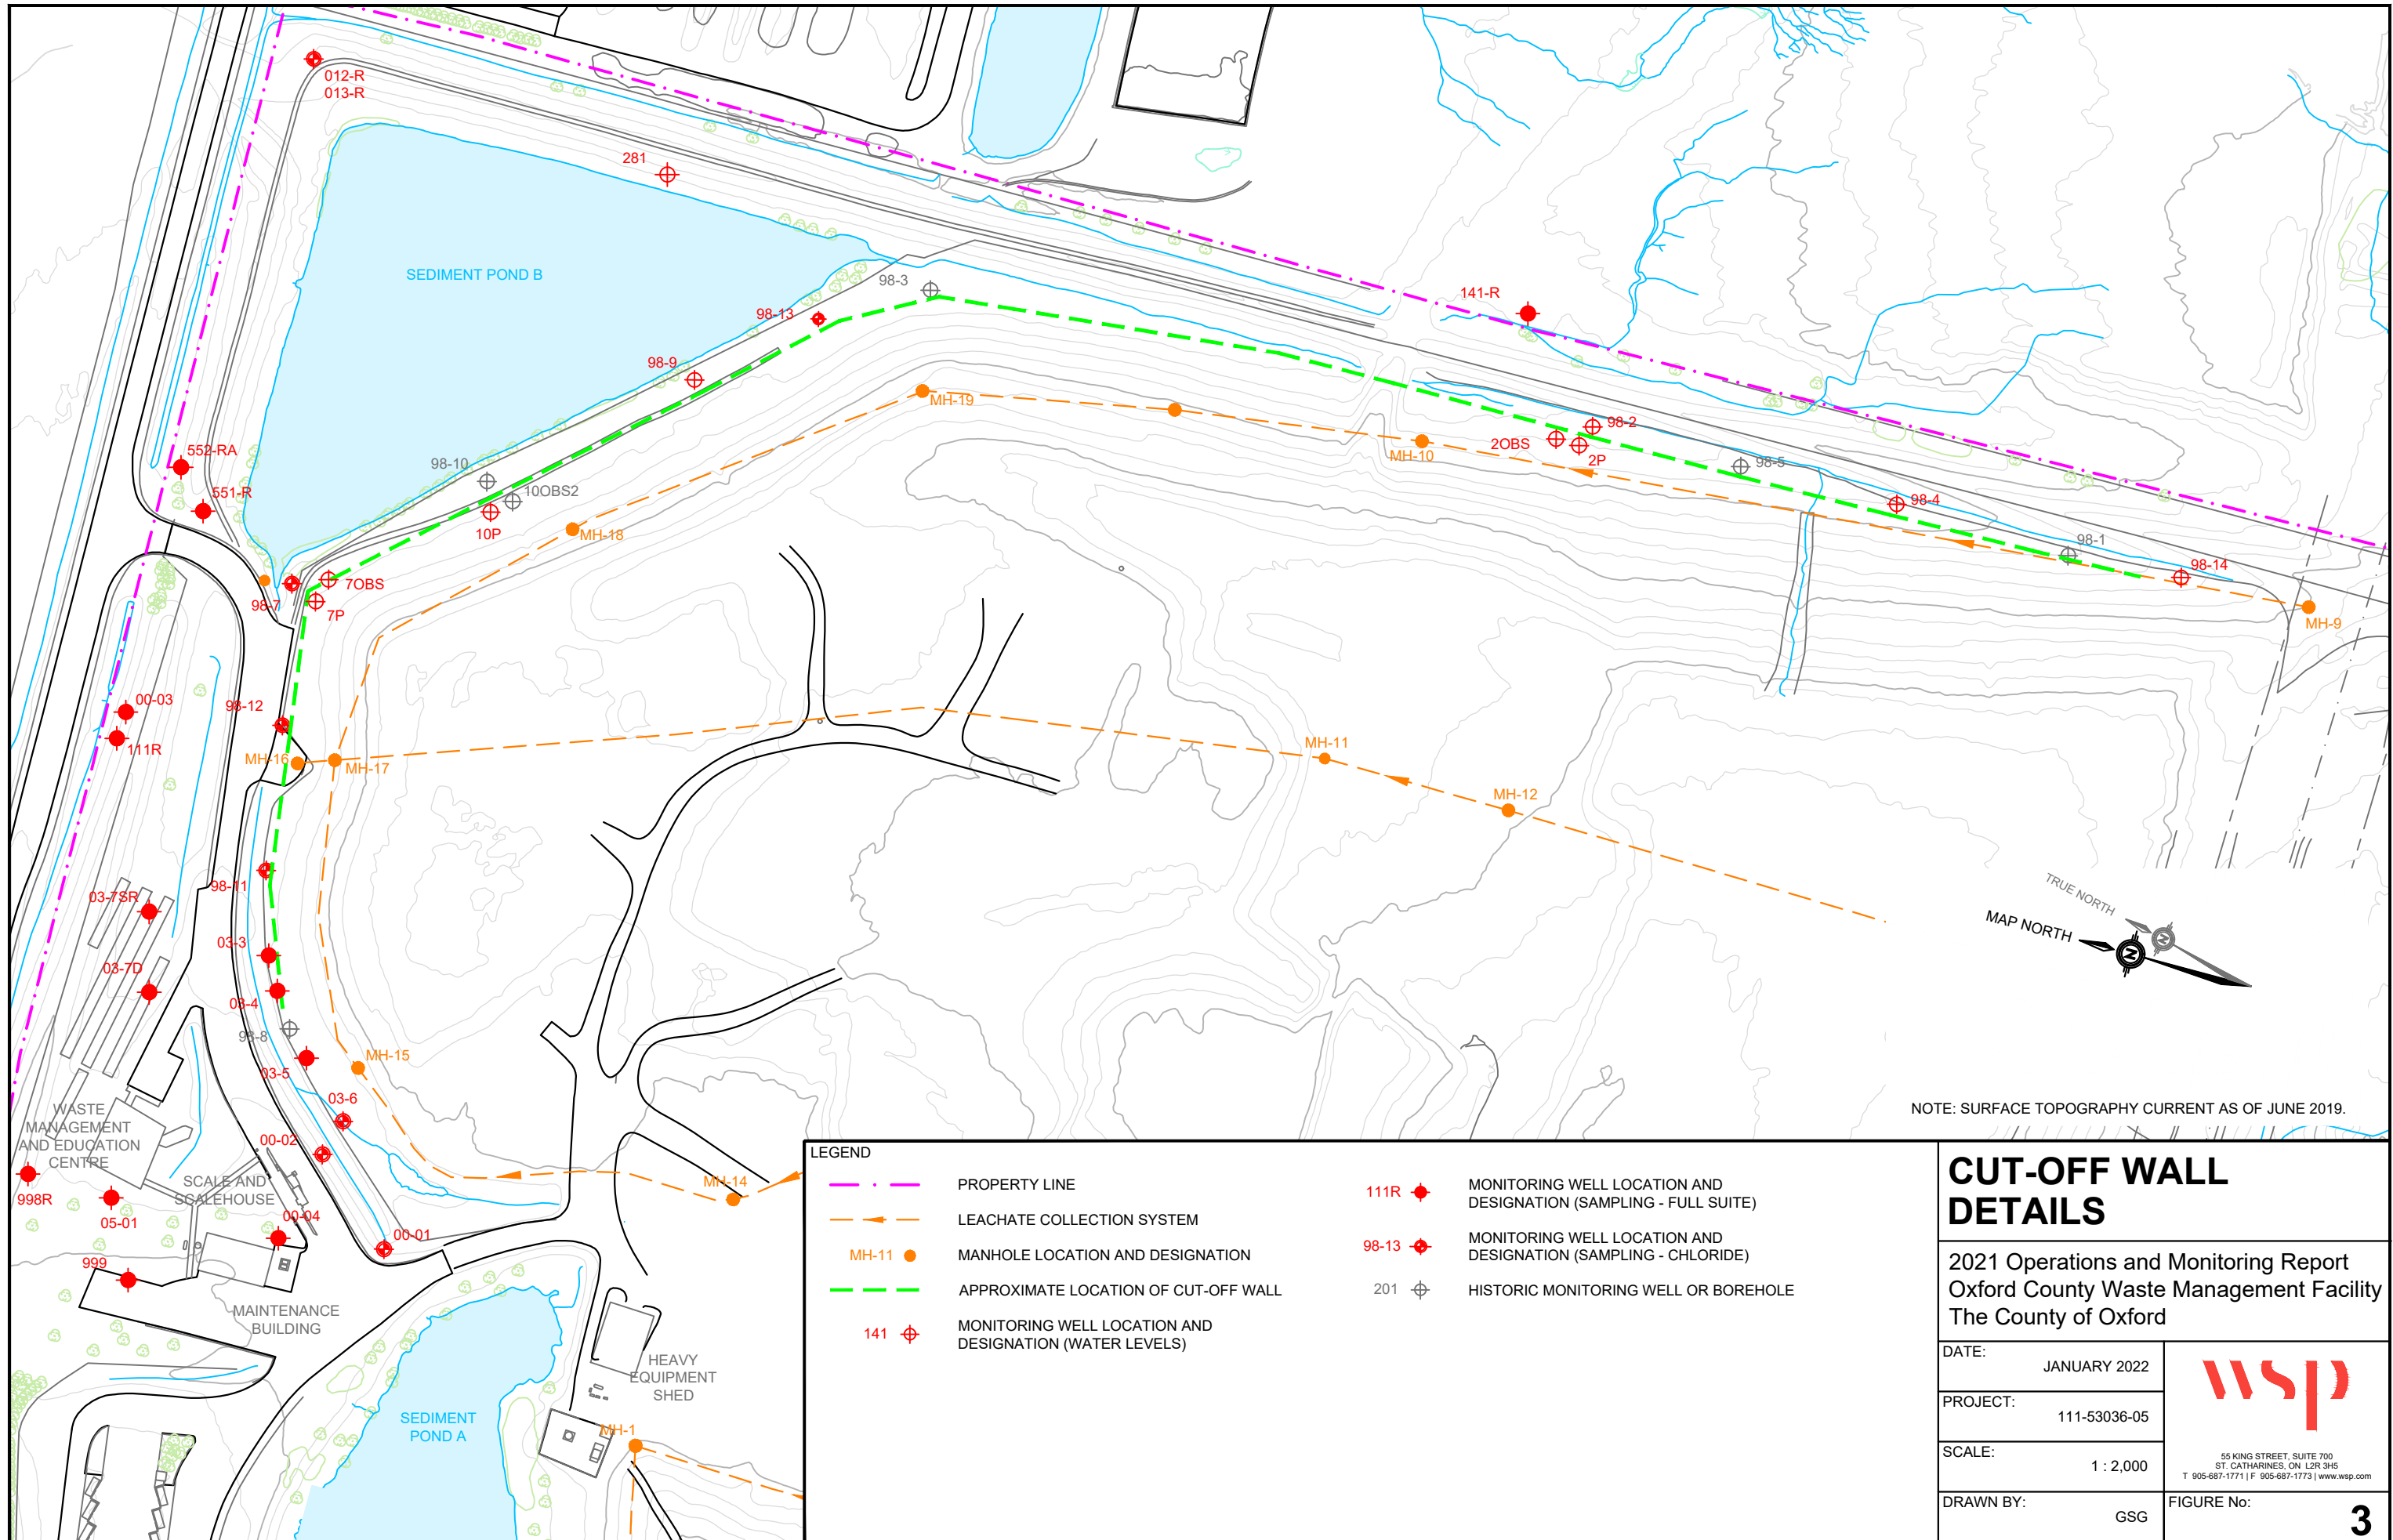 012-R
013-R
281
SEDIMENT POND B
98-3
98-13
141-R
98-9
MH-19
552-RA
98-10
551-R
10OBS2
10P
MH-18
MH-10
2OBS
98-2
2P
98-5
98-4
98-1
98-14
MH-9
98-7
7OBS
7P
00-03
98-12
111R
MH-16
MH-17
MH-11
MH-12
98-11
03-7SR
03-3
03-7D
03-4
98-8
MH-15
03-5
03-6
TRUE NORTH
MAP NORTH
N
N
NOTE: SURFACE TOPOGRAPHY CURRENT AS OF JUNE 2019.
WASTE
MANAGEMENT
AND EDUCATION
CENTRE
00-02
SCALE AND
SCALEHOUSE
998R
05-01
00-04
00-01
MH-14
999
MAINTENANCE
BUILDING
HEAVY
EQUIPMENT
SHED
SEDIMENT
POND A
MH-1
LEGEND
PROPERTY LINE
LEACHATE COLLECTION SYSTEM
MH-11 MANHOLE LOCATION AND DESIGNATION
APPROXIMATE LOCATION OF CUT-OFF WALL
141 MONITORING WELL LOCATION AND
DESIGNATION (WATER LEVELS)
111R MONITORING WELL LOCATION AND
DESIGNATION (SAMPLING - FULL SUITE)
98-13 MONITORING WELL LOCATION AND
DESIGNATION (SAMPLING - CHLORIDE)
201 HISTORIC MONITORING WELL OR BOREHOLE
CUT-OFF WALL
DETAILS
2021 Operations and Monitoring Report
Oxford County Waste Management Facility
The County of Oxford
DATE:
JANUARY 2022
PROJECT:
111-53036-05
SCALE:
1 : 2,000
DRAWN BY:
GSG
wsp
55 KING STREET, SUITE 700
ST. CATHARINES, ON L2R 3H5
T 905-687-1771 | F 905-687-1773 | www.wsp.com
FIGURE No:
3